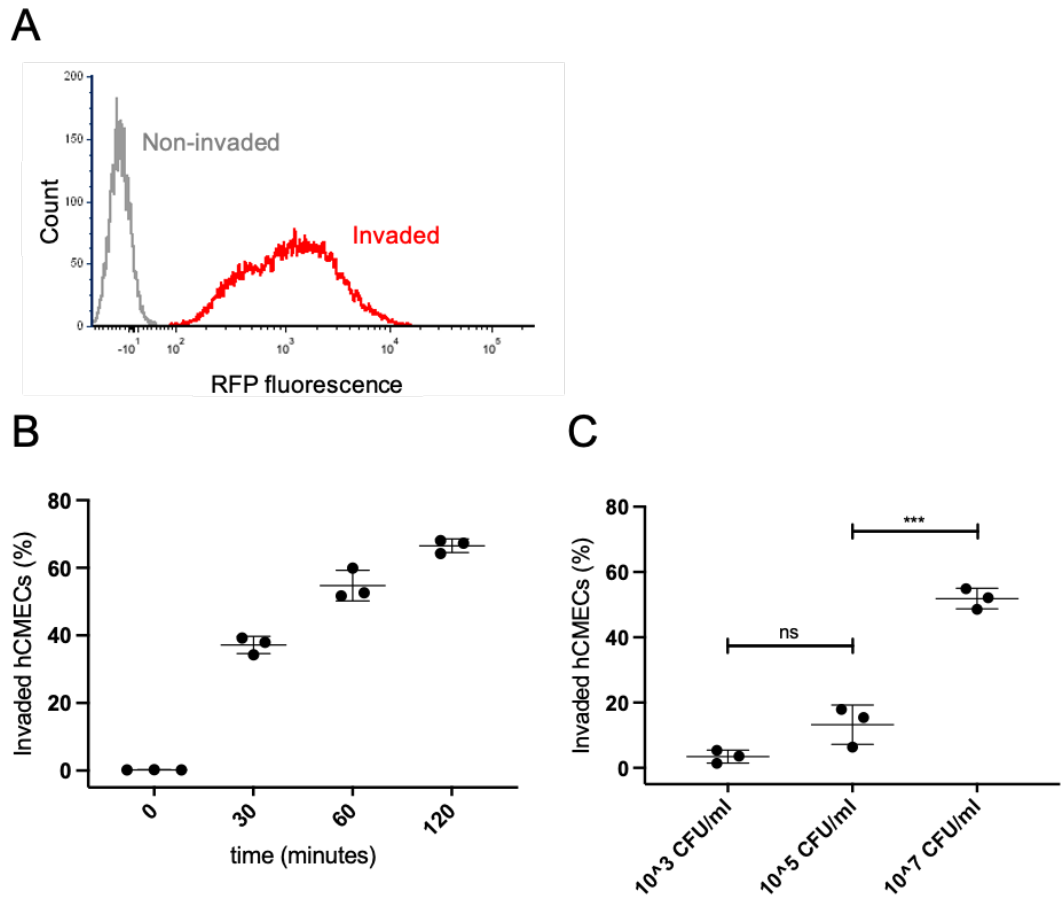 A
200
150
100
50
0
Count
Non-invaded
Invaded
-10^1
10^2
10^3
10^4
10^5
RFP fluorescence
B
80
60
40
20
0
Invaded hCMECs (%)
0
30
60
120
time (minutes)
C
80
60
40
20
0
Invaded hCMECs (%)
ns
***
10^3 CFU/ml
10^5 CFU/ml
10^7 CFU/ml